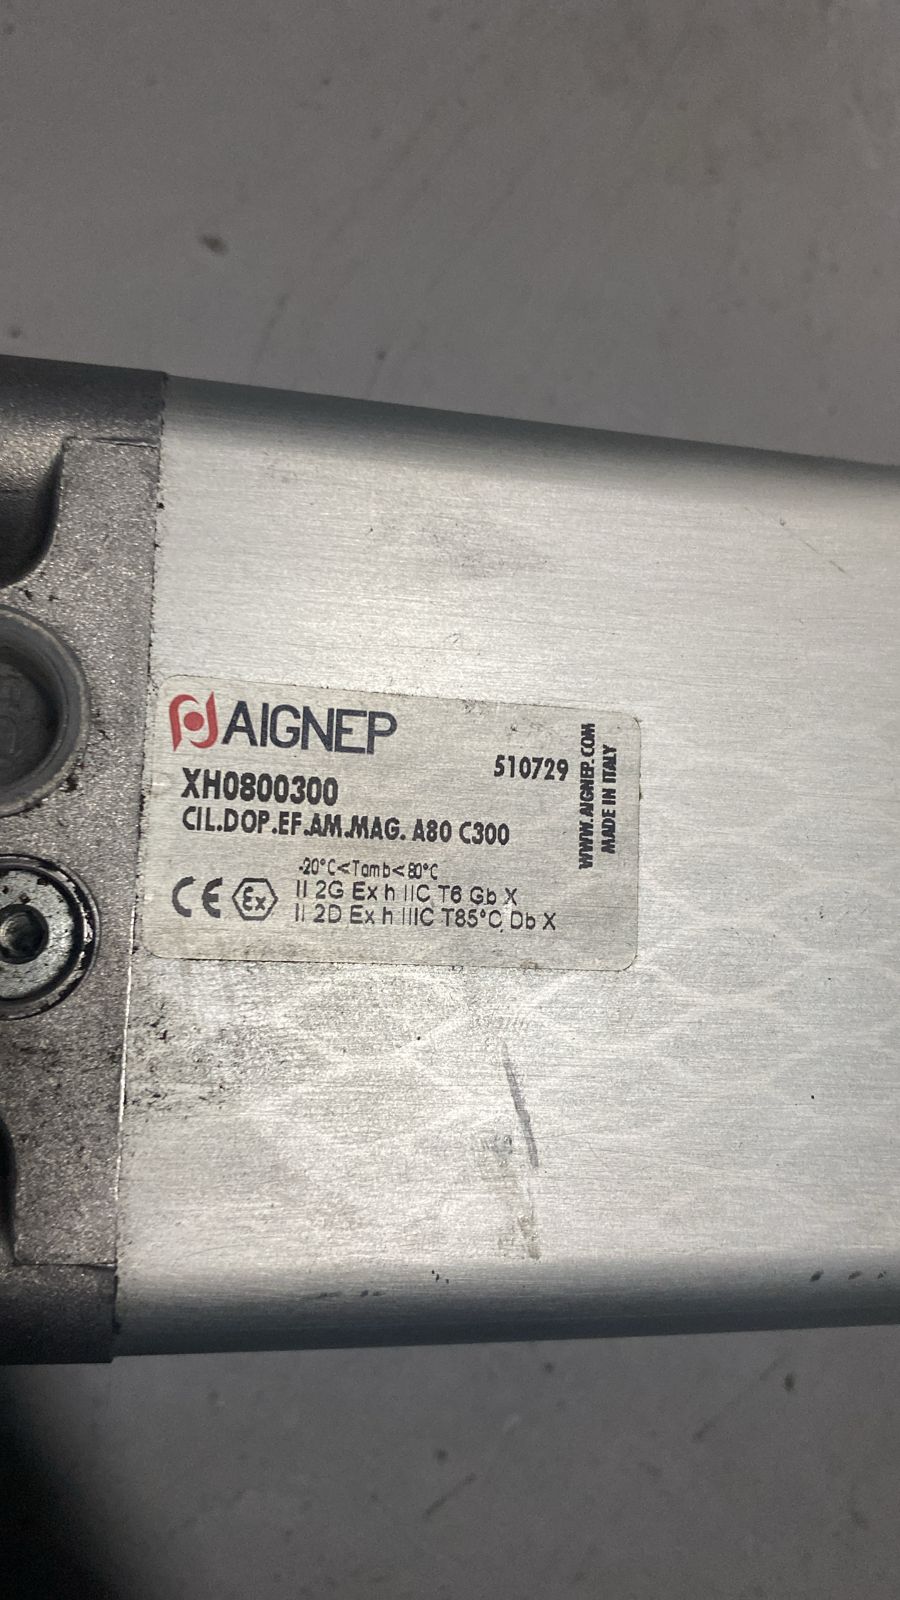 AIGNEP
510729
XH0800300
CIL.DOP.EF.AM.MAG. A80 C300
-20°C<Tamb<80°C
CE Ex II 2G Ex h IIC T6 Gb X
II 2D Ex h IIIC T85°C Db X
WWW.AIGNEP.COM
MADE IN ITALY